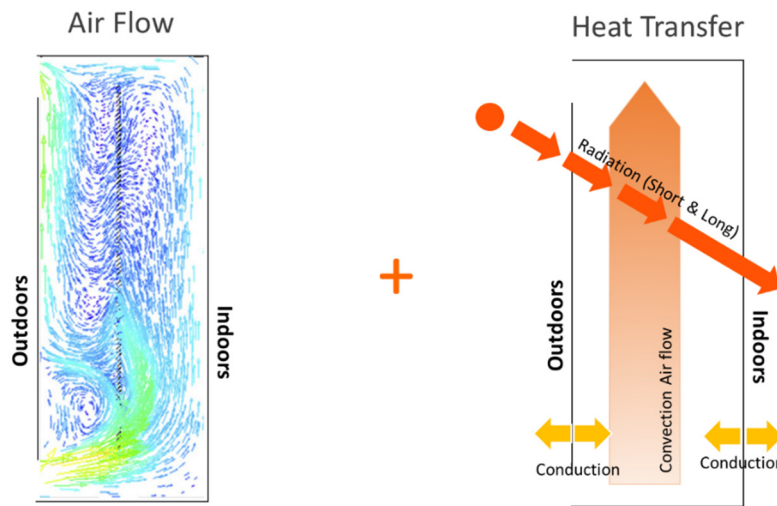 Air Flow
Heat Transfer
Outdoors
Indoors
+
Radiation (Short & Long)
Outdoors
Convection Air flow
Indoors
Conduction
Conduction